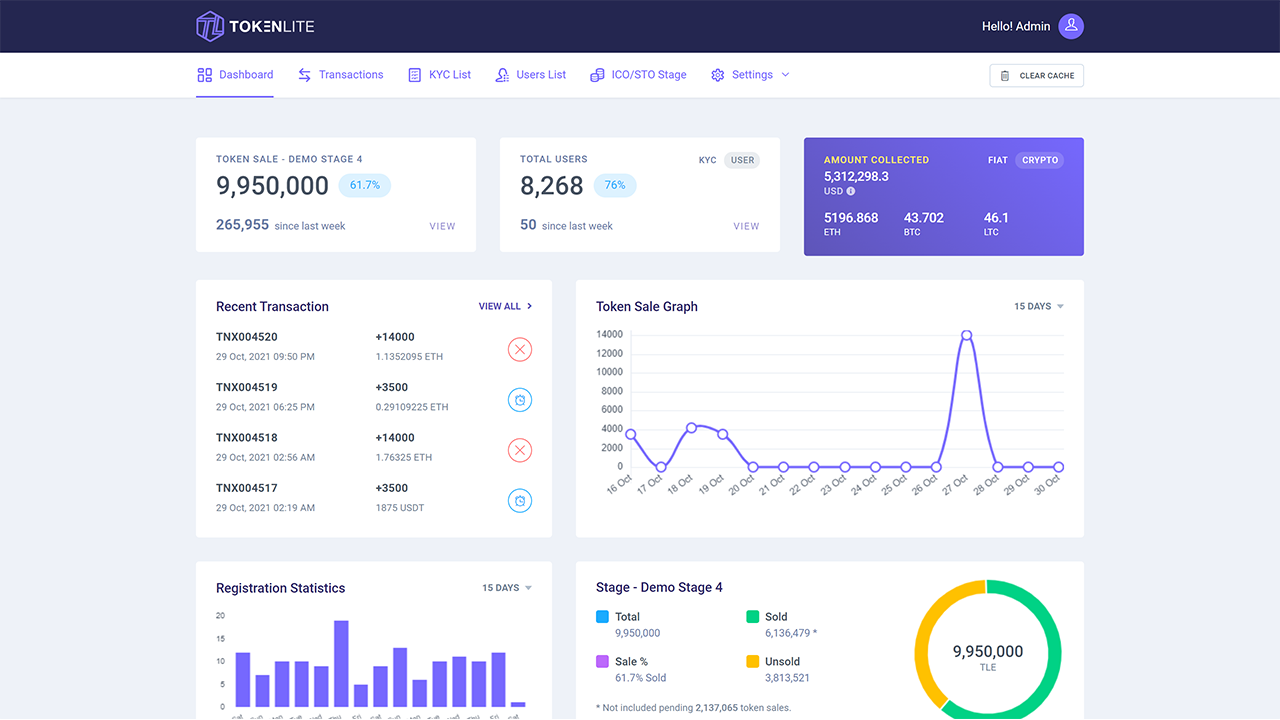 TOKENLITE
Hello! Admin
Dashboard
Transactions
KYC List
Users List
ICO/STO Stage
Settings
CLEAR CACHE
TOKEN SALE - DEMO STAGE 4
9,950,000 61.7%
265,955 since last week
VIEW
TOTAL USERS
KYC USER
8,268 76%
50 since last week
VIEW
AMOUNT COLLECTED
FIAT CRYPTO
5,312,298.3
USD
5196.868 43.702 46.1
ETH BTC LTC
Recent Transaction
VIEW ALL
TNX004520 +14000
29 Oct, 2021 09:50 PM 1.1352095 ETH
TNX004519 +3500
29 Oct, 2021 06:25 PM 0.29109225 ETH
TNX004518 +14000
29 Oct, 2021 02:56 AM 1.76325 ETH
TNX004517 +3500
29 Oct, 2021 02:19 AM 1875 USDT
Token Sale Graph
15 DAYS
14000
12000
10000
8000
6000
4000
2000
0
16 Oct 17 Oct 18 Oct 19 Oct 20 Oct 21 Oct 22 Oct 23 Oct 24 Oct 25 Oct 26 Oct 27 Oct 28 Oct 29 Oct 30 Oct
Registration Statistics
15 DAYS
20
15
10
5
0
Stage - Demo Stage 4
Total Sold
9,950,000 6,136,479 *
Sale % Unsold
61.7% Sold 3,813,521
* Not included pending 2,137,065 token sales.
9,950,000
TLE